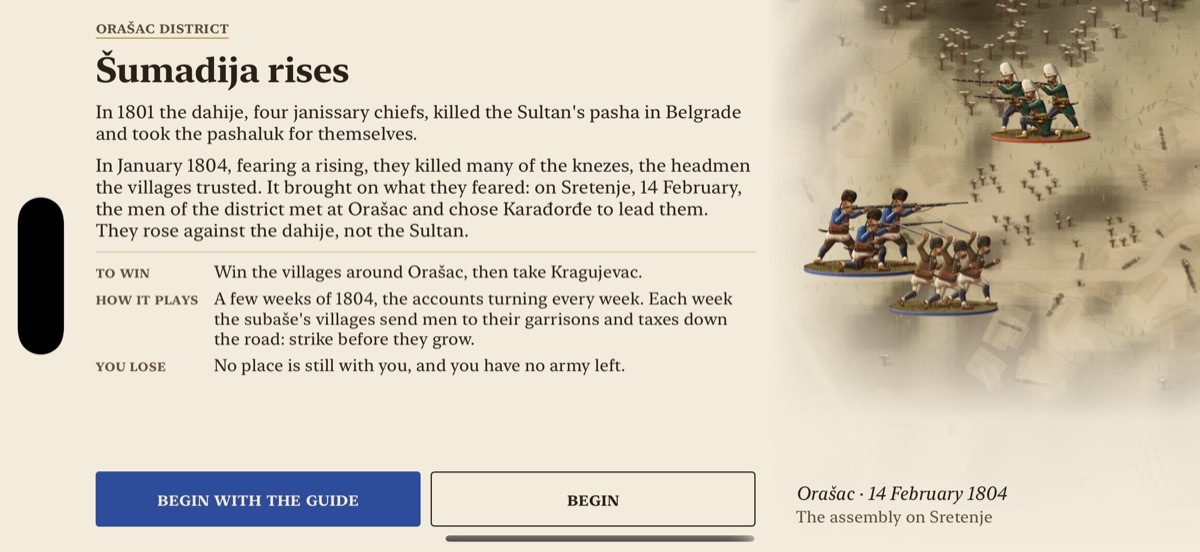 ORAŠAC DISTRICT
Šumadija rises
In 1801 the dahije, four janissary chiefs, killed the Sultan's pasha in Belgrade
and took the pashaluk for themselves.
In January 1804, fearing a rising, they killed many of the knezes, the headmen
the villages trusted. It brought on what they feared: on Sretenje, 14 February,
the men of the district met at Orašac and chose Karađorđe to lead them.
They rose against the dahije, not the Sultan.
TO WIN Win the villages around Orašac, then take Kragujevac.
HOW IT PLAYS A few weeks of 1804, the accounts turning every week. Each week
the subaše's villages send men to their garrisons and taxes down
the road: strike before they grow.
YOU LOSE No place is still with you, and you have no army left.
BEGIN WITH THE GUIDE
BEGIN
Orašac · 14 February 1804
The assembly on Sretenje